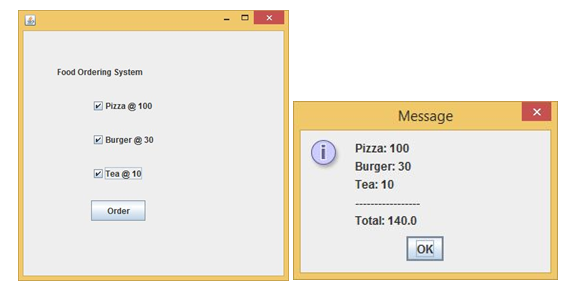 Food Ordering System
Pizza @ 100
Burger @ 30
Tea @ 10
Order
Message
Pizza: 100
Burger: 30
Tea: 10
-----------------
Total: 140.0
OK